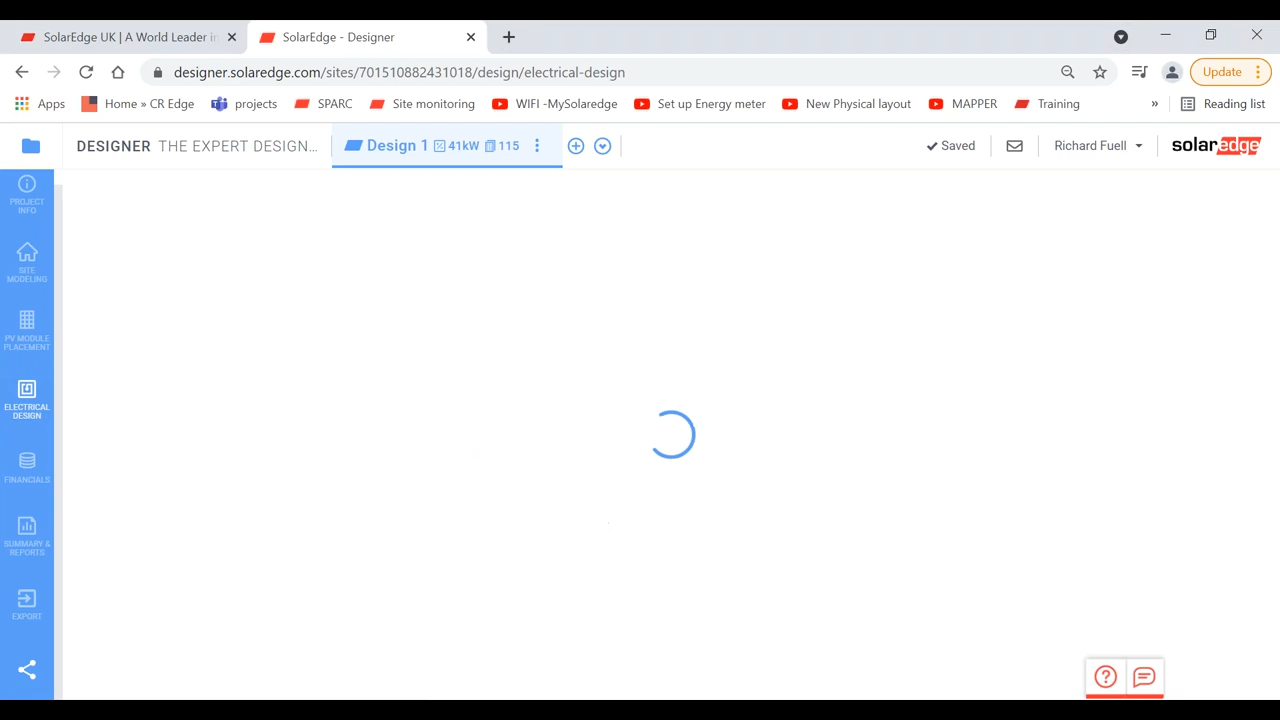 SolarEdge UK | A World Leader in
SolarEdge - Designer
designer.solaredge.com/sites/701510882431013/design/electrical-design
Update
Apps
Home » CR Edge
projects
SPARC
Site monitoring
WIFI -MySolaredge
Set up Energy meter
New Physical layout
MAPPER
Training
»
Reading list
DESIGNER THE EXPERT DESIGN...
Design 1 41kW 115
Saved
Richard Fuell
solaredge
PROJECT
INFO
SITE
MODELING
PV MODULE
PLACEMENT
ELECTRICAL
DESIGN
FINANCIALS
SUMMARY &
REPORTS
EXPORT